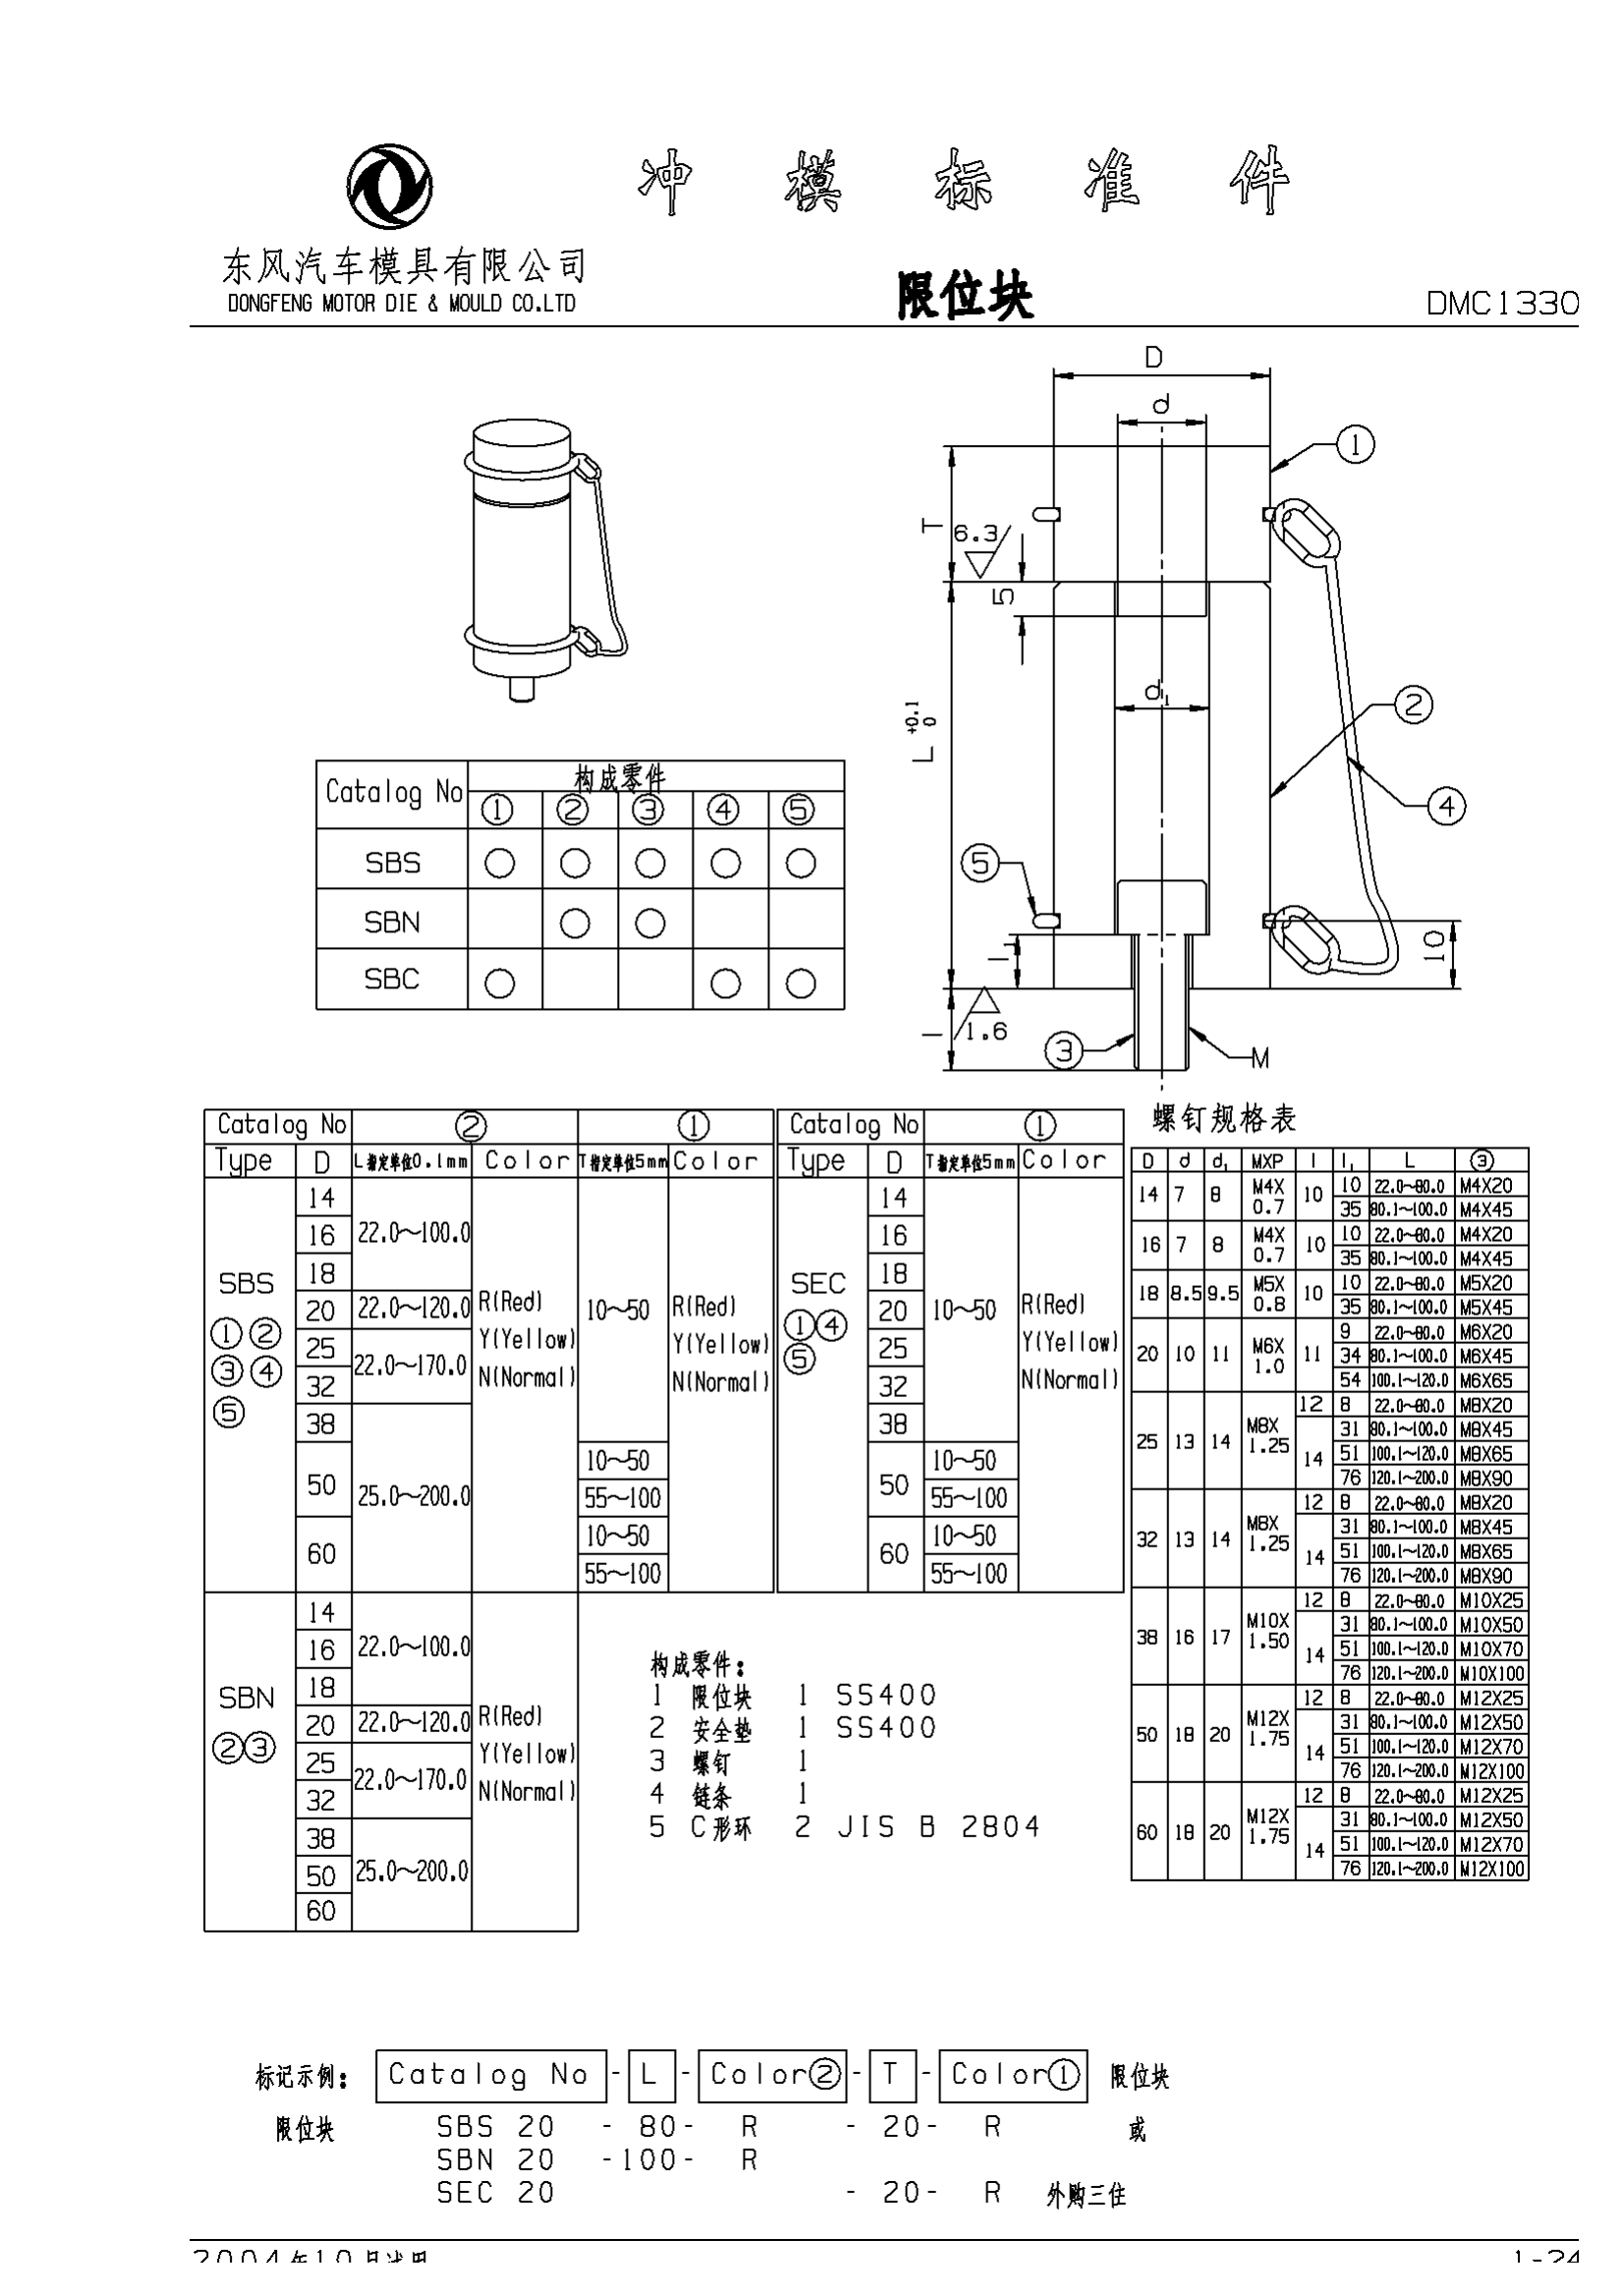 冲模标准件
东风汽车模具有限公司
DONGFENG MOTOR DIE & MOULD CO.LTD
限位块
DMC1330
D
d
①
T
6.3
5
d₁
L +0.1 0
②
④
⑤
10
l₁
l
1.6
③
M
Catalog No 构成零件
① ② ③ ④ ⑤
SBS ○ ○ ○ ○ ○
SBN ○ ○
SBC ○ ○ ○
Catalog No ② ①
Type D L指定单位0.1mm Color T指定单位5mm Color
SBS
①②
③④
⑤
14
16
18
20
25
32
38
50
60
22.0~100.0
22.0~120.0
22.0~170.0
25.0~200.0
R(Red)
Y(Yellow)
N(Normal)
10~50
10~50
55~100
10~50
55~100
R(Red)
Y(Yellow)
N(Normal)
SBN
②③
14
16
18
20
25
32
38
50
60
22.0~100.0
22.0~120.0
22.0~170.0
25.0~200.0
R(Red)
Y(Yellow)
N(Normal)
Catalog No ①
Type D T指定单位5mm Color
SEC
①④
⑤
14
16
18
20
25
32
38
50
60
10~50
10~50
55~100
10~50
55~100
R(Red)
Y(Yellow)
N(Normal)
螺钉规格表
D d d₁ MXP l l₁ L ③
14 7 8 M4X0.7 10 10 22.0~80.0 M4X20
35 80.1~100.0 M4X45
16 7 8 M4X0.7 10 10 22.0~80.0 M4X20
35 80.1~100.0 M4X45
18 8.5 9.5 M5X0.8 10 10 22.0~80.0 M5X20
35 80.1~100.0 M5X45
20 10 11 M6X1.0 11 9 22.0~80.0 M6X20
34 80.1~100.0 M6X45
54 100.1~120.0 M6X65
25 13 14 M8X1.25 12 8 22.0~80.0 M8X20
14 31 80.1~100.0 M8X45
51 100.1~120.0 M8X65
76 120.1~200.0 M8X90
32 13 14 M8X1.25 12 8 22.0~80.0 M8X20
14 31 80.1~100.0 M8X45
51 100.1~120.0 M8X65
76 120.1~200.0 M8X90
38 16 17 M10X1.50 12 8 22.0~80.0 M10X25
14 31 80.1~100.0 M10X50
51 100.1~120.0 M10X70
76 120.1~200.0 M10X100
50 18 20 M12X1.75 12 8 22.0~80.0 M12X25
14 31 80.1~100.0 M12X50
51 100.1~120.0 M12X70
76 120.1~200.0 M12X100
60 18 20 M12X1.75 12 8 22.0~80.0 M12X25
14 31 80.1~100.0 M12X50
51 100.1~120.0 M12X70
76 120.1~200.0 M12X100
构成零件：
1 限位块 1 SS400
2 安全垫 1 SS400
3 螺钉 1
4 链条 1
5 C形环 2 JIS B 2804
标记示例： Catalog No - L - Color② - T - Color① 限位块
限位块 SBS 20 - 80- R - 20- R 或
SBN 20 -100- R
SEC 20 - 20- R 外购三住
2004年10月
1-24